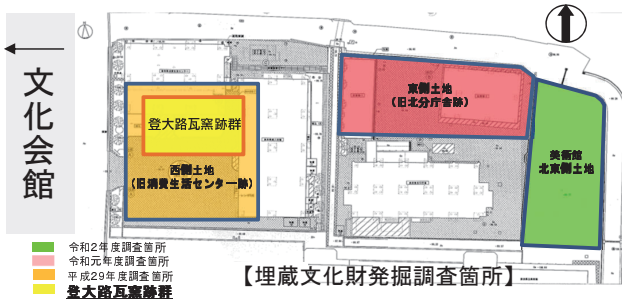 文化会館
登大路瓦窯跡群
西側土地
(旧消費生活センター跡)
東側土地
(旧北分庁舎跡)
美術館
北東側土地
令和2年度調査箇所
令和元年度調査箇所
平成29年度調査箇所
登大路瓦窯跡群
【埋蔵文化財発掘調査箇所】